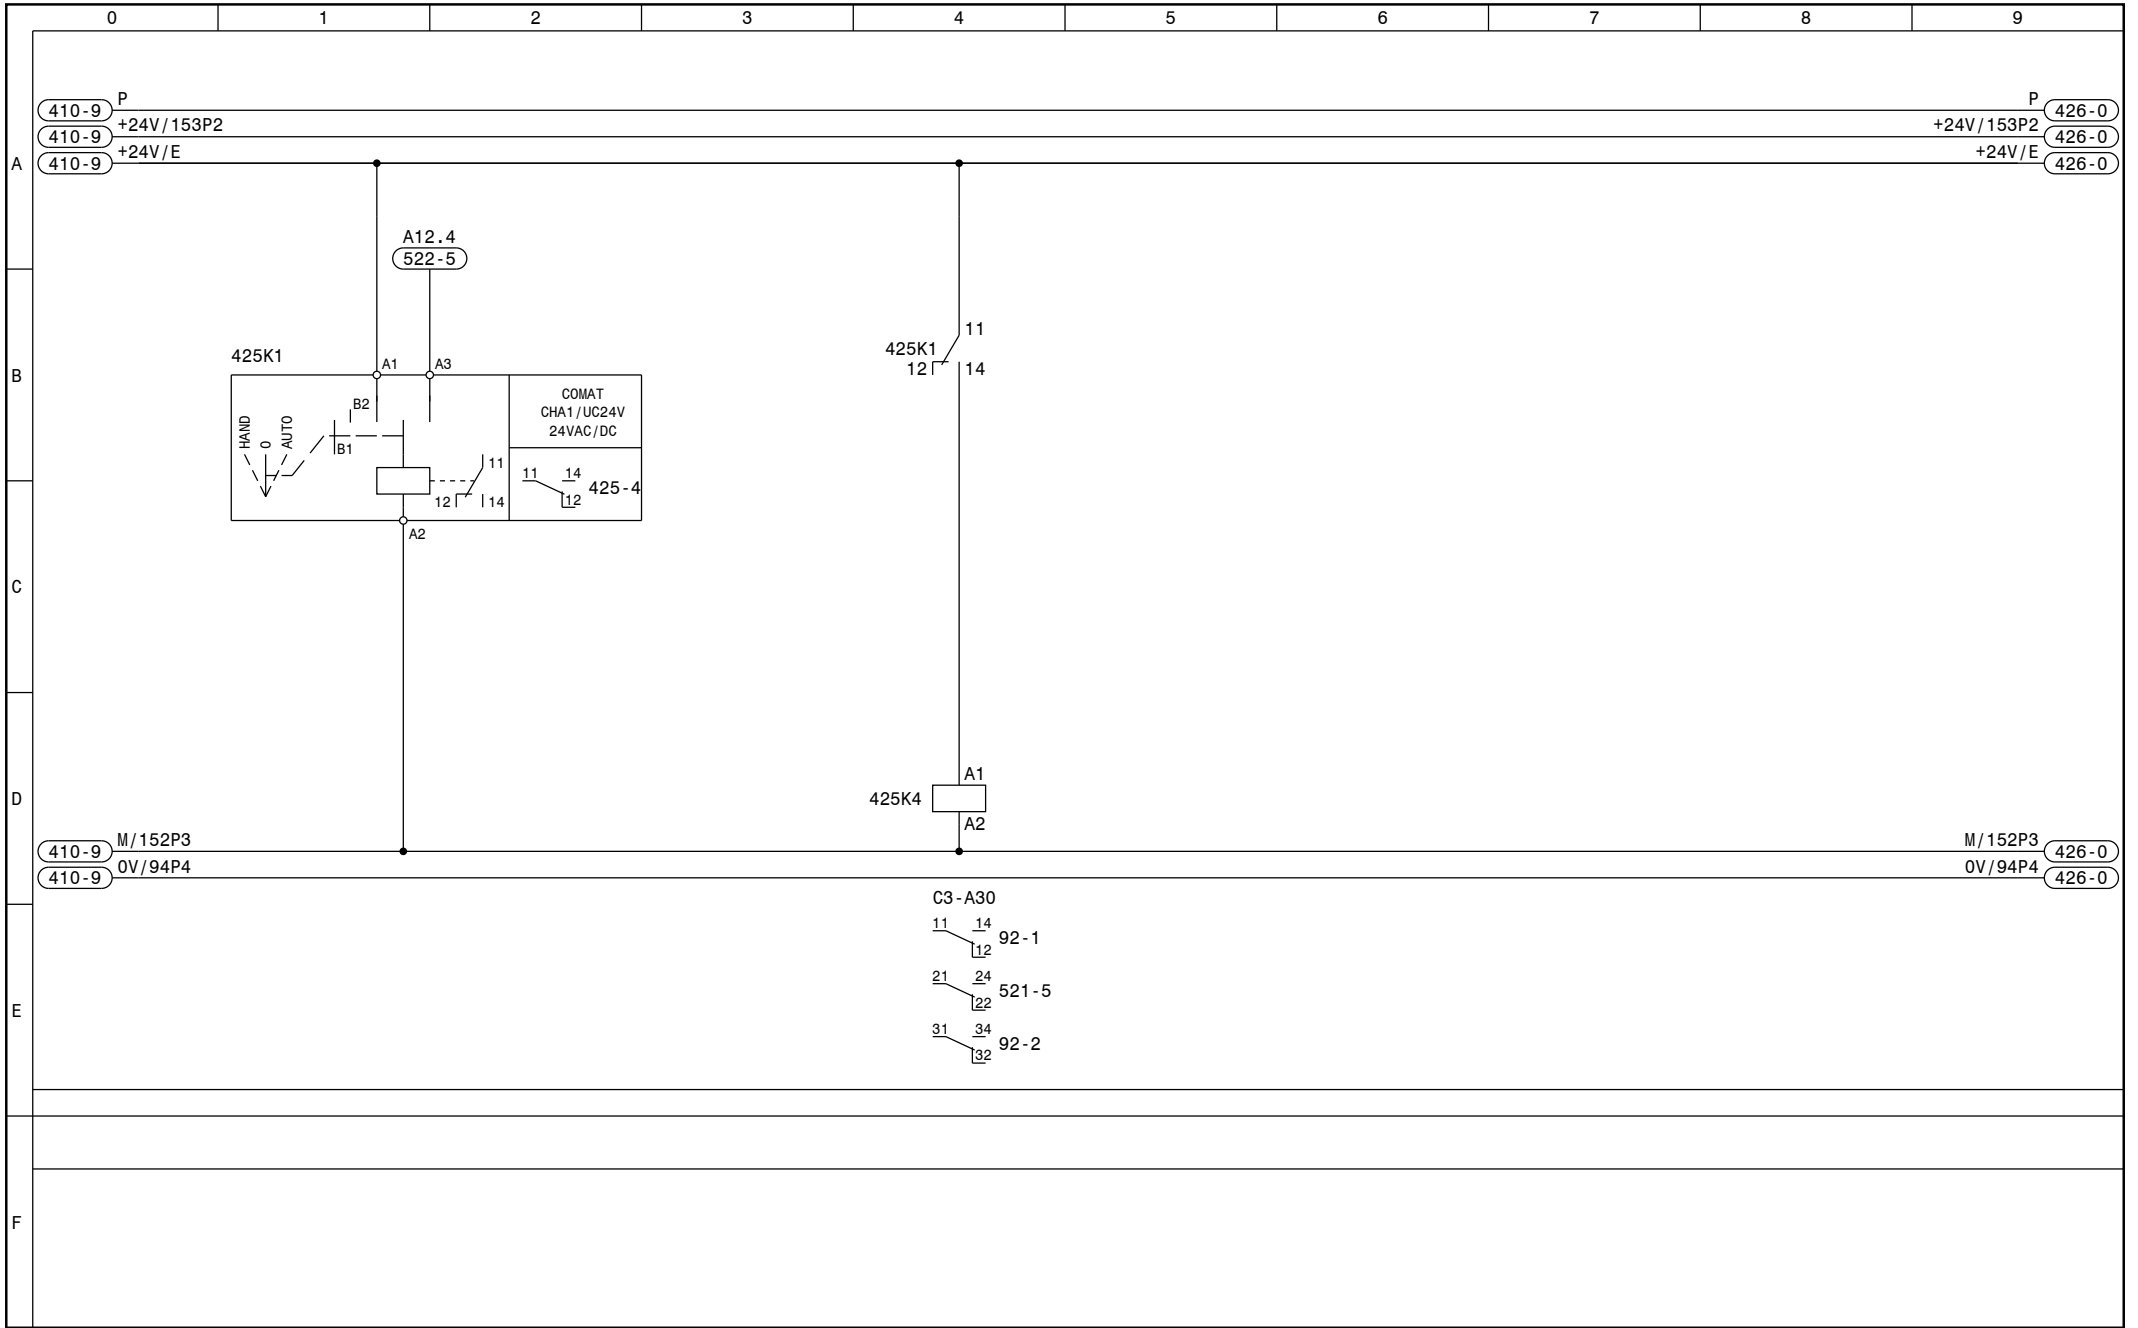 0 1 2 3 4 5 6 7 8 9
P P
410-9 426-0
+24V/153P2 +24V/153P2
410-9 426-0
+24V/E +24V/E
A 410-9 426-0
A12.4
522-5
11
425K1
425K1
12 14
A1 A3
B
COMAT
CHA1/UC24V
24VAC/DC
B2
B1
HAND
0
AUTO
11
12 14
11 14
12
425-4
A2
C
A1
D 425K4
A2
M/152P3 M/152P3
410-9 426-0
0V/94P4 0V/94P4
410-9 426-0
C3-A30
11 14
12 92-1
21 24
22 521-5
E
31 34
32 92-2
F